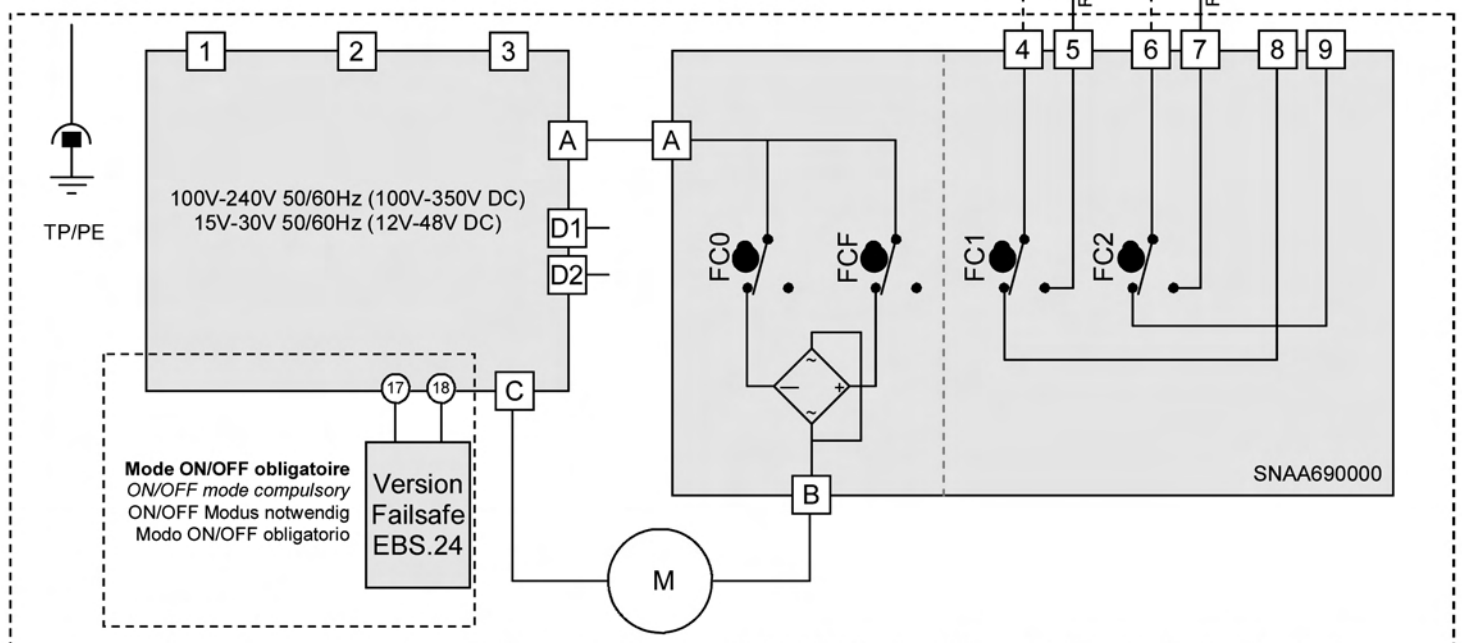 1
2
3
4
5
6
7
8
9
A
A
100V-240V 50/60Hz (100V-350V DC)
15V-30V 50/60Hz (12V-48V DC)
TP/PE
D1
D2
FC0
FCF
FC1
FC2
~
–
+
~
17
18
C
Mode ON/OFF obligatoire
ON/OFF mode compulsory
ON/OFF Modus notwendig
Modo ON/OFF obligatorio
Version
Failsafe
EBS.24
SNAA690000
B
M